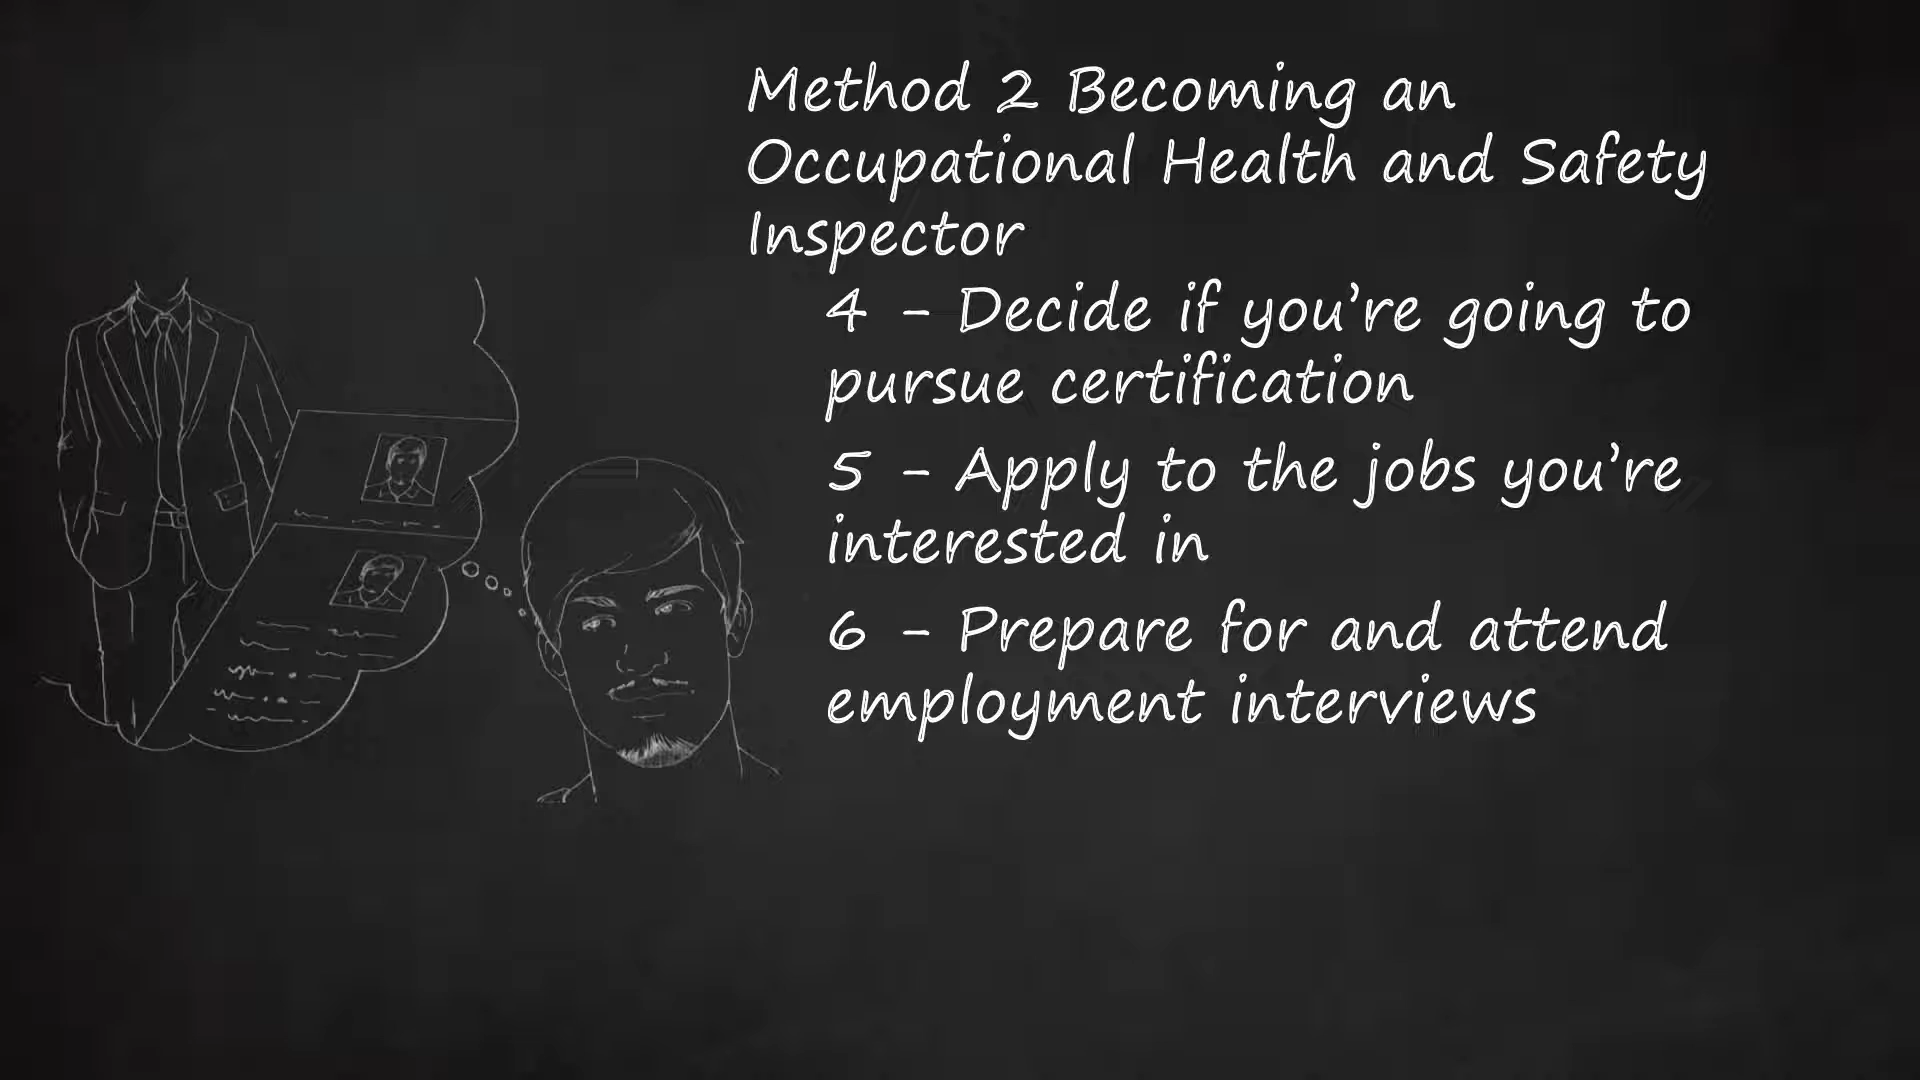 Method 2 Becoming an
Occupational Health and Safety
Inspector
4 – Decide if you’re going to
pursue certification
5 – Apply to the jobs you’re
interested in
6 – Prepare for and attend
employment interviews